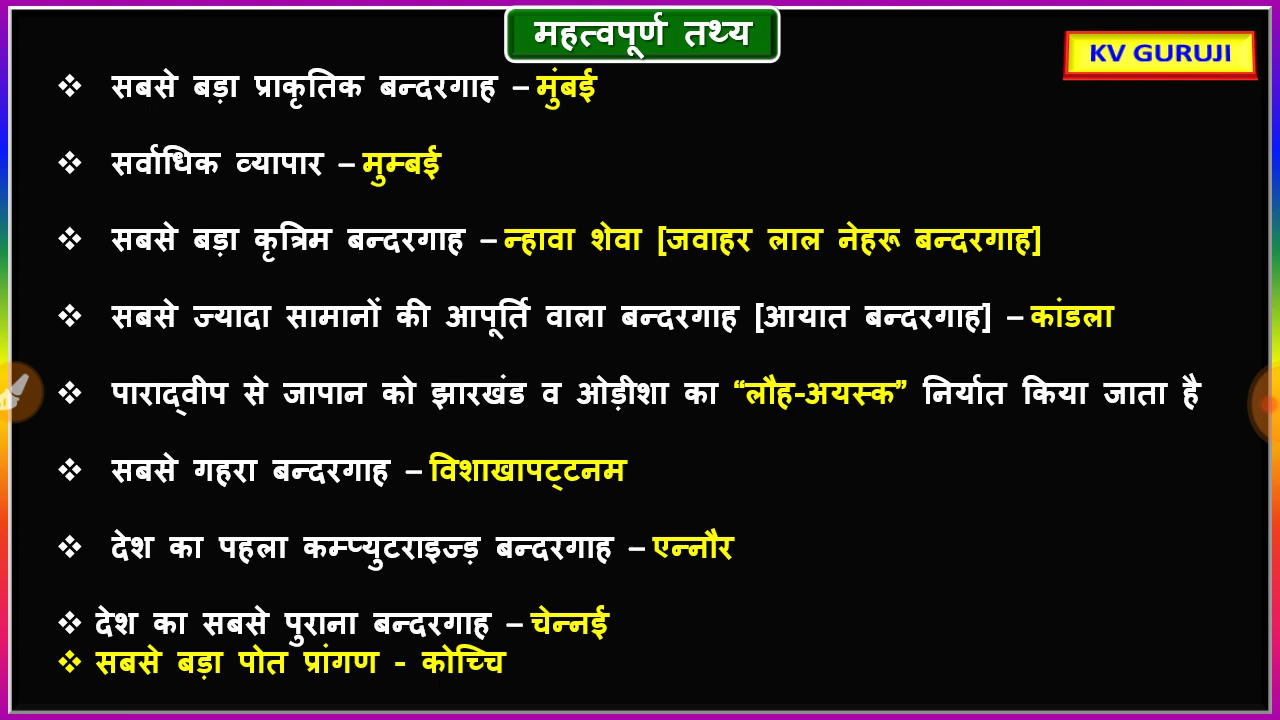 महत्वपूर्ण तथ्य
KV GURUJI
❖ सबसे बड़ा प्राकृतिक बन्दरगाह – मुंबई
❖ सर्वाधिक व्यापार – मुम्बई
❖ सबसे बड़ा कृत्रिम बन्दरगाह – न्हावा शेवा [जवाहर लाल नेहरू बन्दरगाह]
❖ सबसे ज्यादा सामानों की आपूर्ति वाला बन्दरगाह [आयात बन्दरगाह] – कांडला
❖ पाराद्वीप से जापान को झारखंड व ओड़ीशा का “लौह-अयस्क” निर्यात किया जाता है
❖ सबसे गहरा बन्दरगाह – विशाखापट्टनम
❖ देश का पहला कम्प्युटराइज्ड़ बन्दरगाह – एन्नौर
❖ देश का सबसे पुराना बन्दरगाह – चेन्नई
❖ सबसे बड़ा पोत प्रांगण - कोच्चि